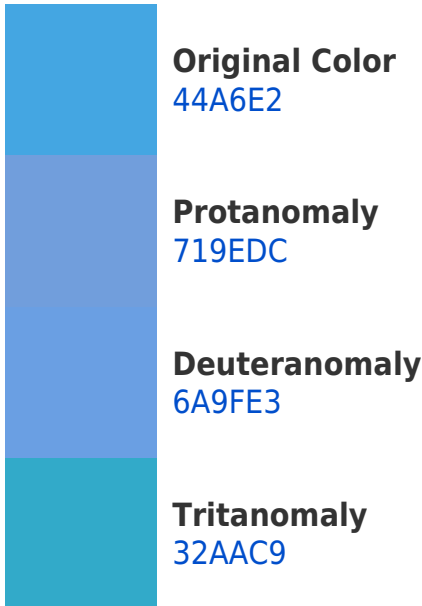 Original Color
44A6E2
Protanomaly
719EDC
Deuteranomaly
6A9FE3
Tritanomaly
32AAC9